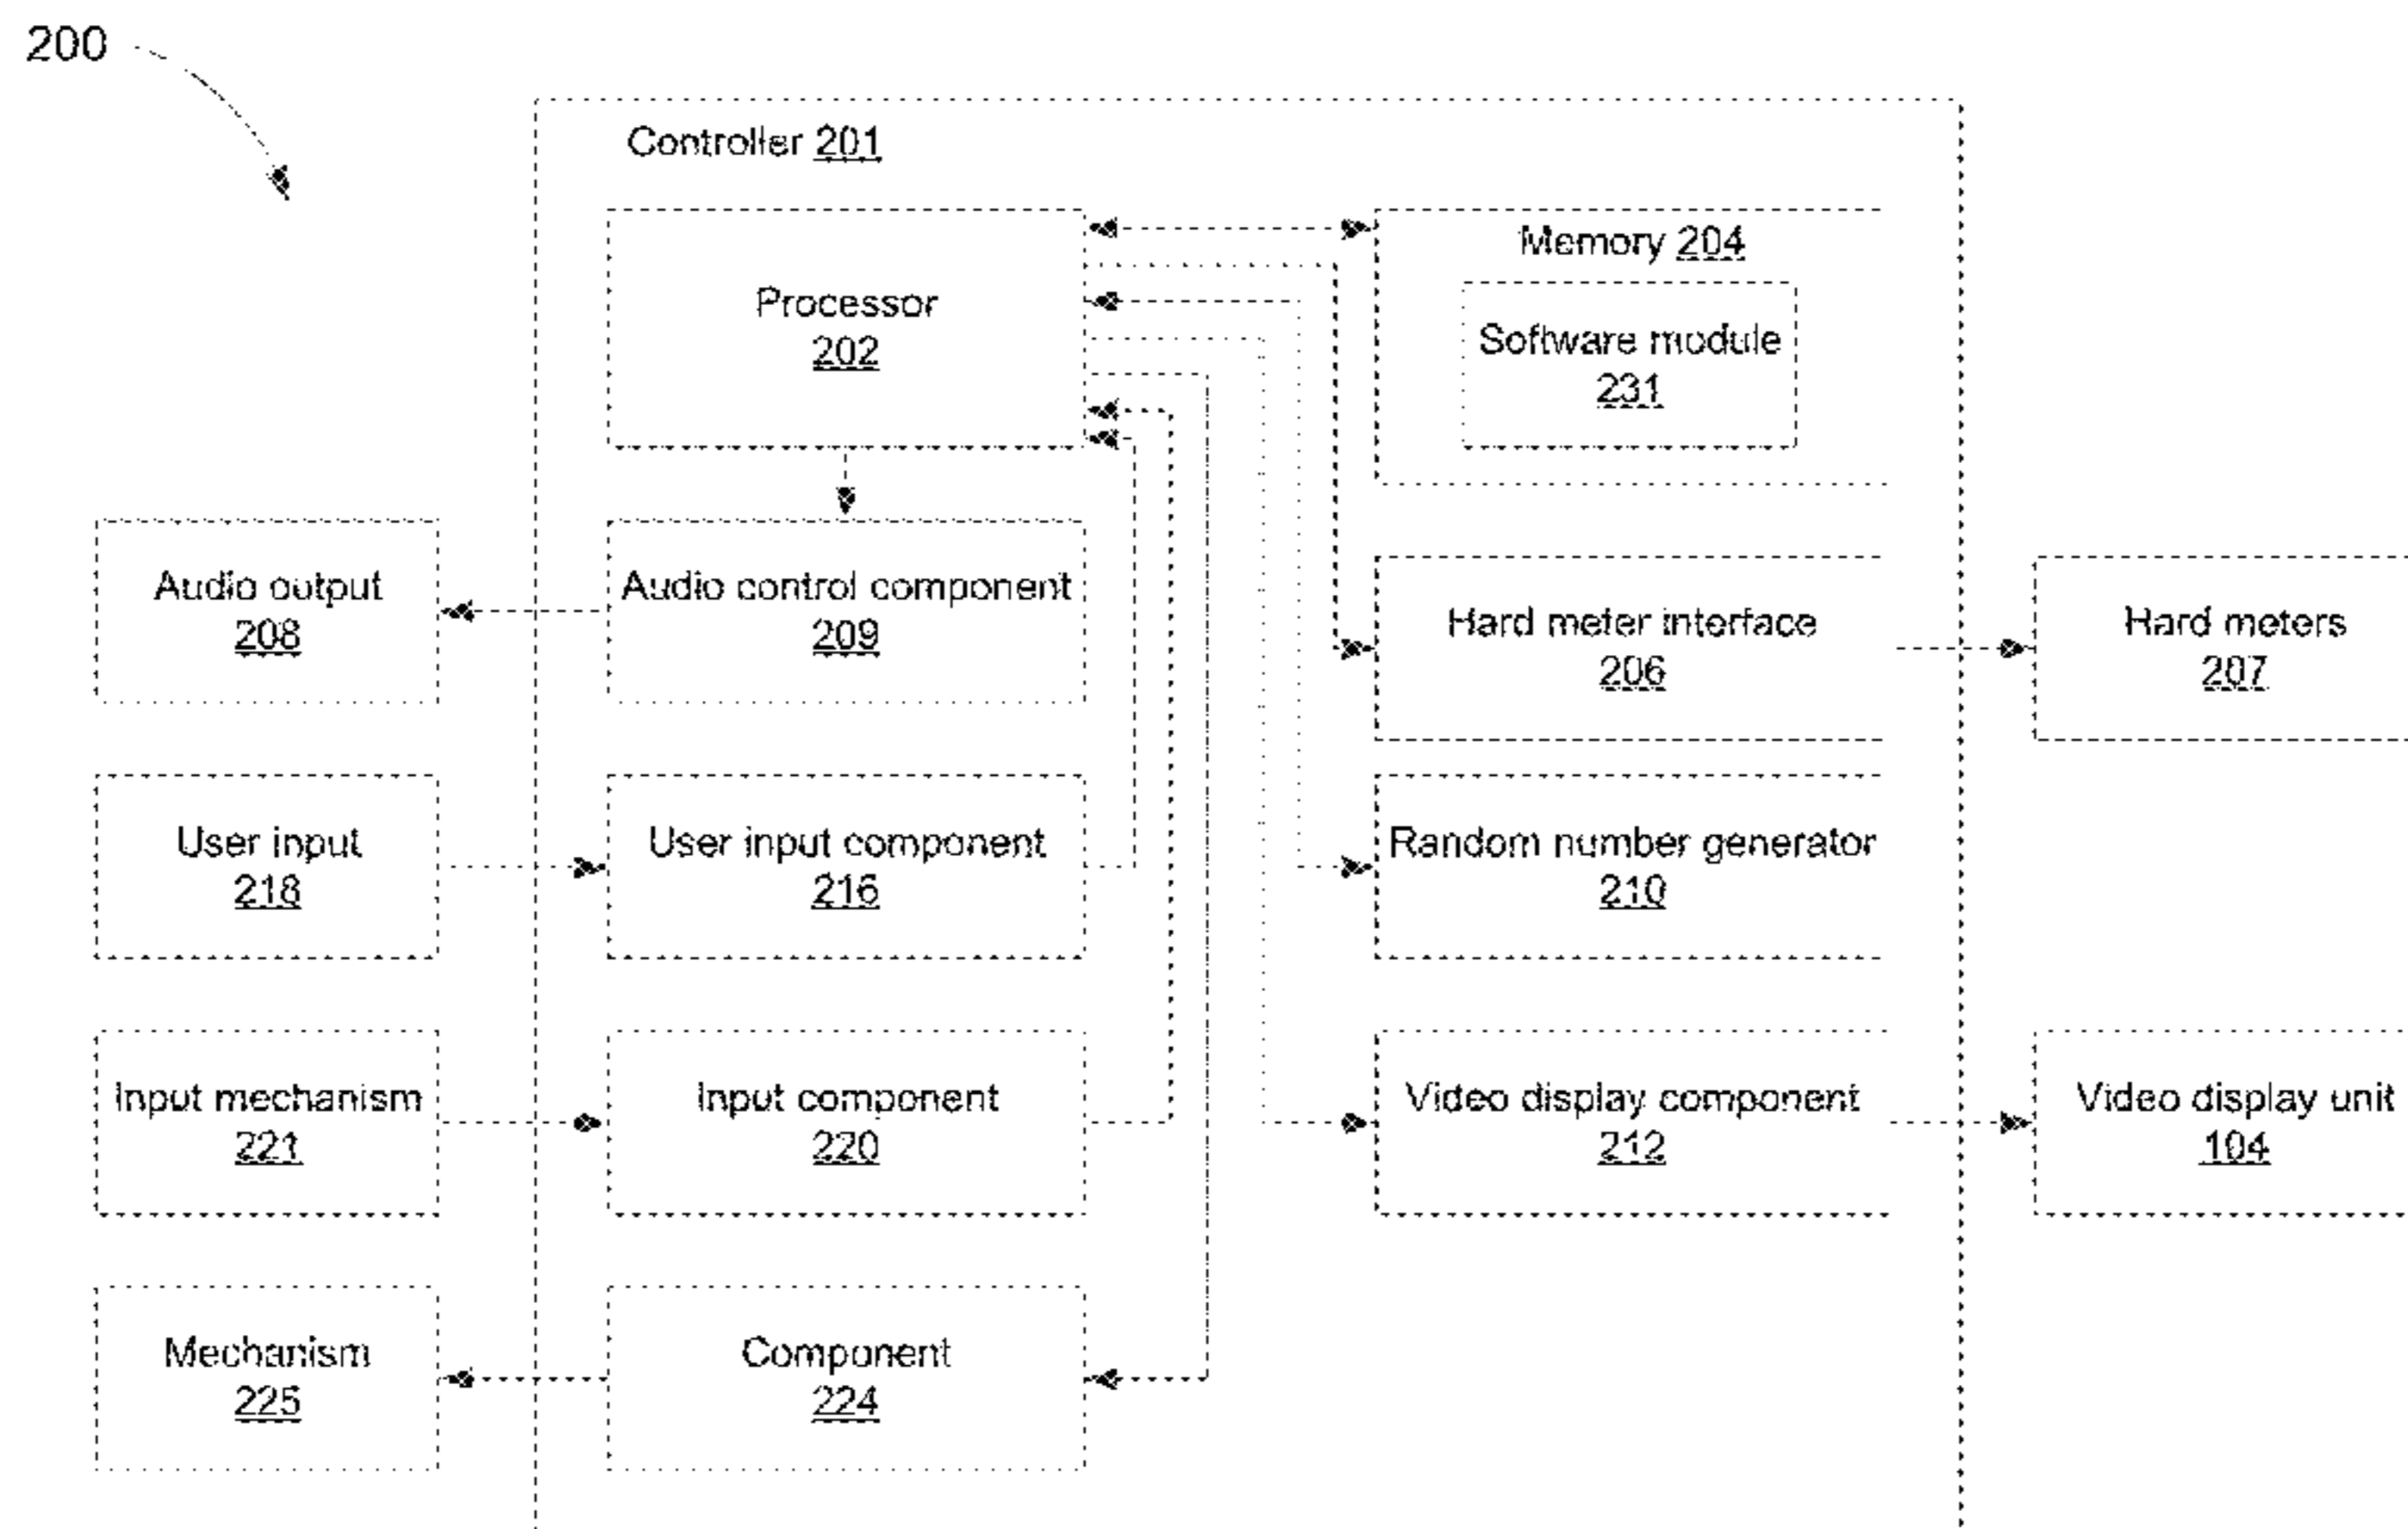 200
Controller 201
Processor
202
Memory 204
Software module
231
Audio output
208
Audio control component
209
Hard meter interface
206
Hard meters
207
User input
218
User input component
216
Random number generator
210
Input mechanism
221
Input component
220
Video display component
212
Video display unit
104
Mechanism
225
Component
224